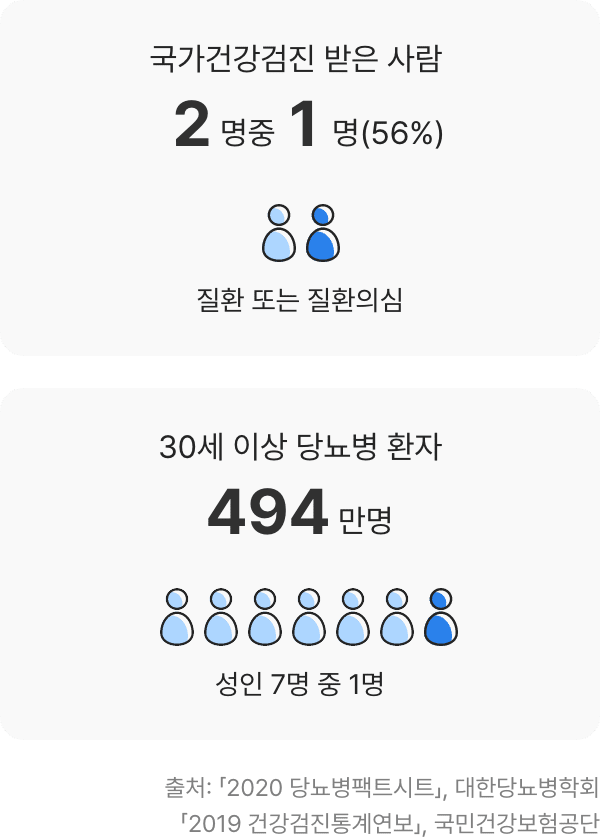 국가건강검진 받은 사람
2 명중 1 명(56%)
질환 또는 질환의심
30세 이상 당뇨병 환자
494 만명
성인 7명 중 1명
출처: ｢2020 당뇨병팩트시트｣, 대한당뇨병학회
｢2019 건강검진통계연보｣, 국민건강보험공단